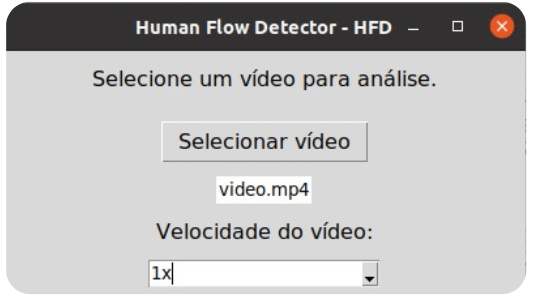 Human Flow Detector - HFD
Selecione um vídeo para análise.
Selecionar vídeo
video.mp4
Velocidade do vídeo:
1x